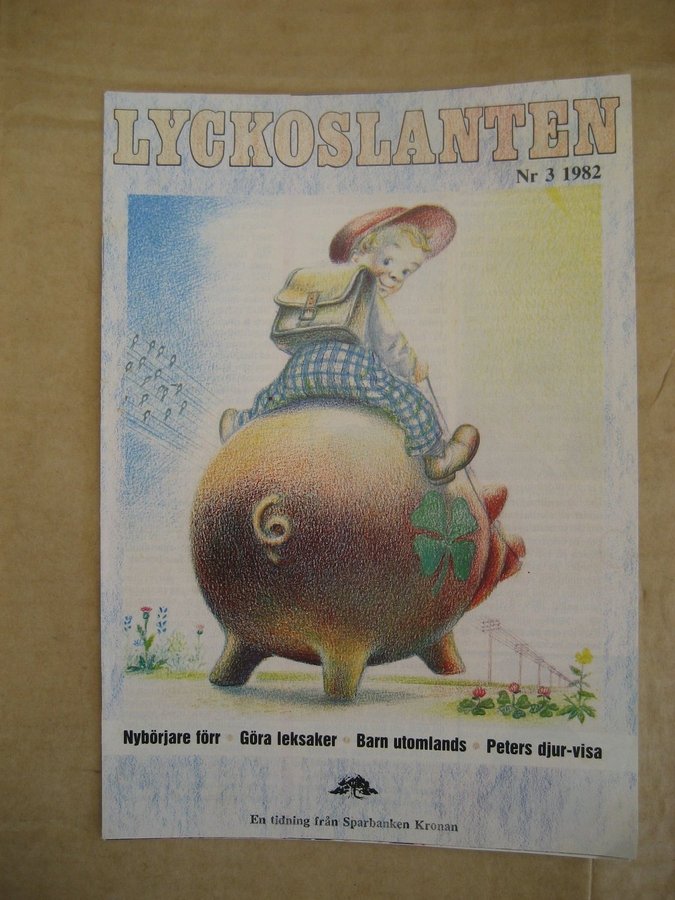 LYCKOSLANTEN
Nr 3 1982
Nybörjare förr • Göra leksaker • Barn utomlands • Peters djur-visa
En tidning från Sparbanken Kronan